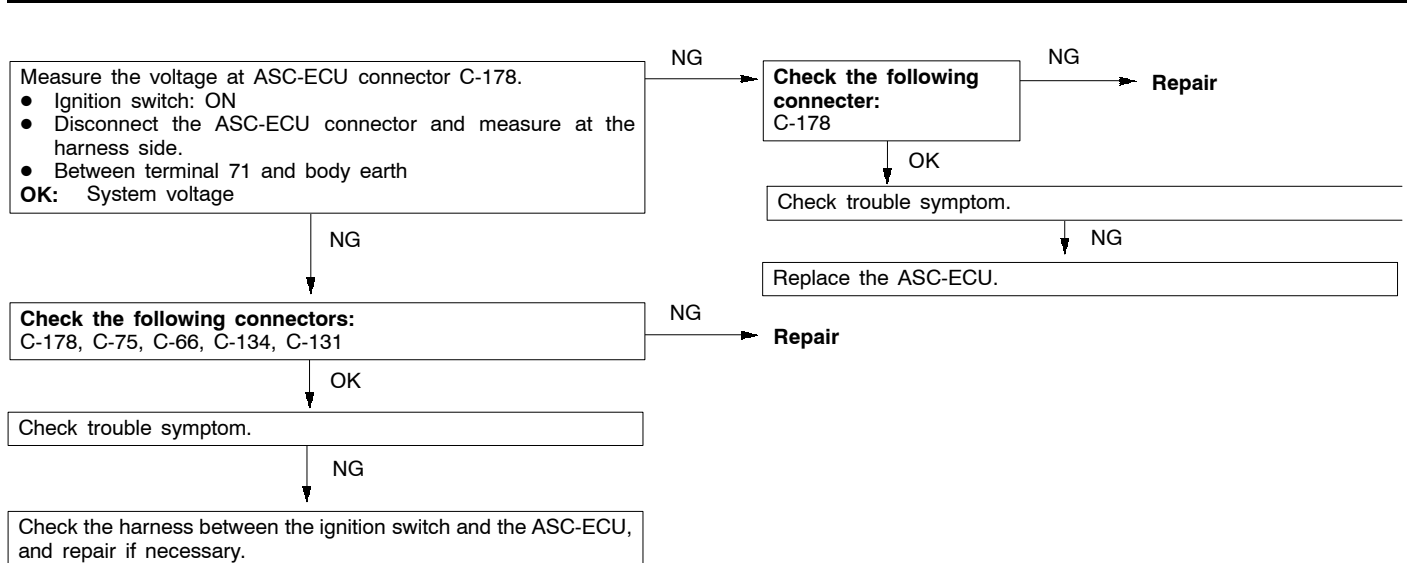 Measure the voltage at ASC-ECU connector C-178.
● Ignition switch: ON
● Disconnect the ASC-ECU connector and measure at the
harness side.
● Between terminal 71 and body earth
OK: System voltage
NG
Check the following
connecter:
C-178
NG
Repair
OK
Check trouble symptom.
NG
Replace the ASC-ECU.
NG
Check the following connectors:
C-178, C-75, C-66, C-134, C-131
NG
Repair
OK
Check trouble symptom.
NG
Check the harness between the ignition switch and the ASC-ECU,
and repair if necessary.